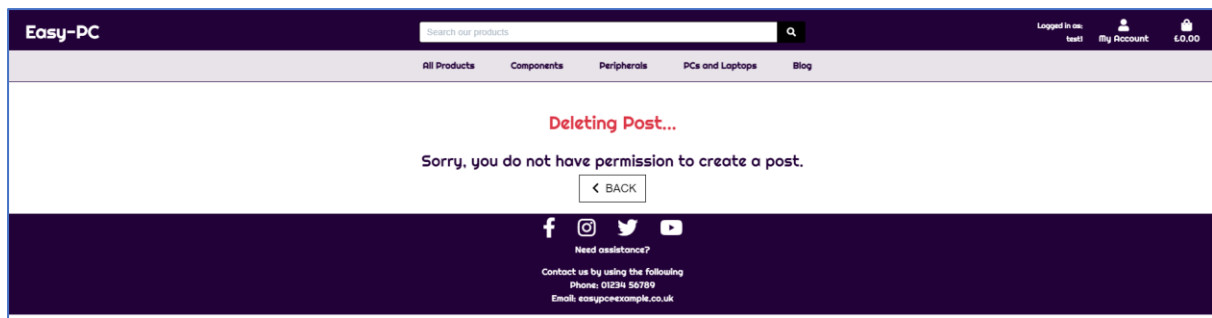 Easy-PC
Search our products
Logged in as:
test!
My Account
£0.00
All Products
Components
Peripherals
PCs and Laptops
Blog
Deleting Post...
Sorry, you do not have permission to create a post.
BACK
Need assistance?
Contact us by using the following
Phone: 01234 56789
Email: easypc@example.co.uk